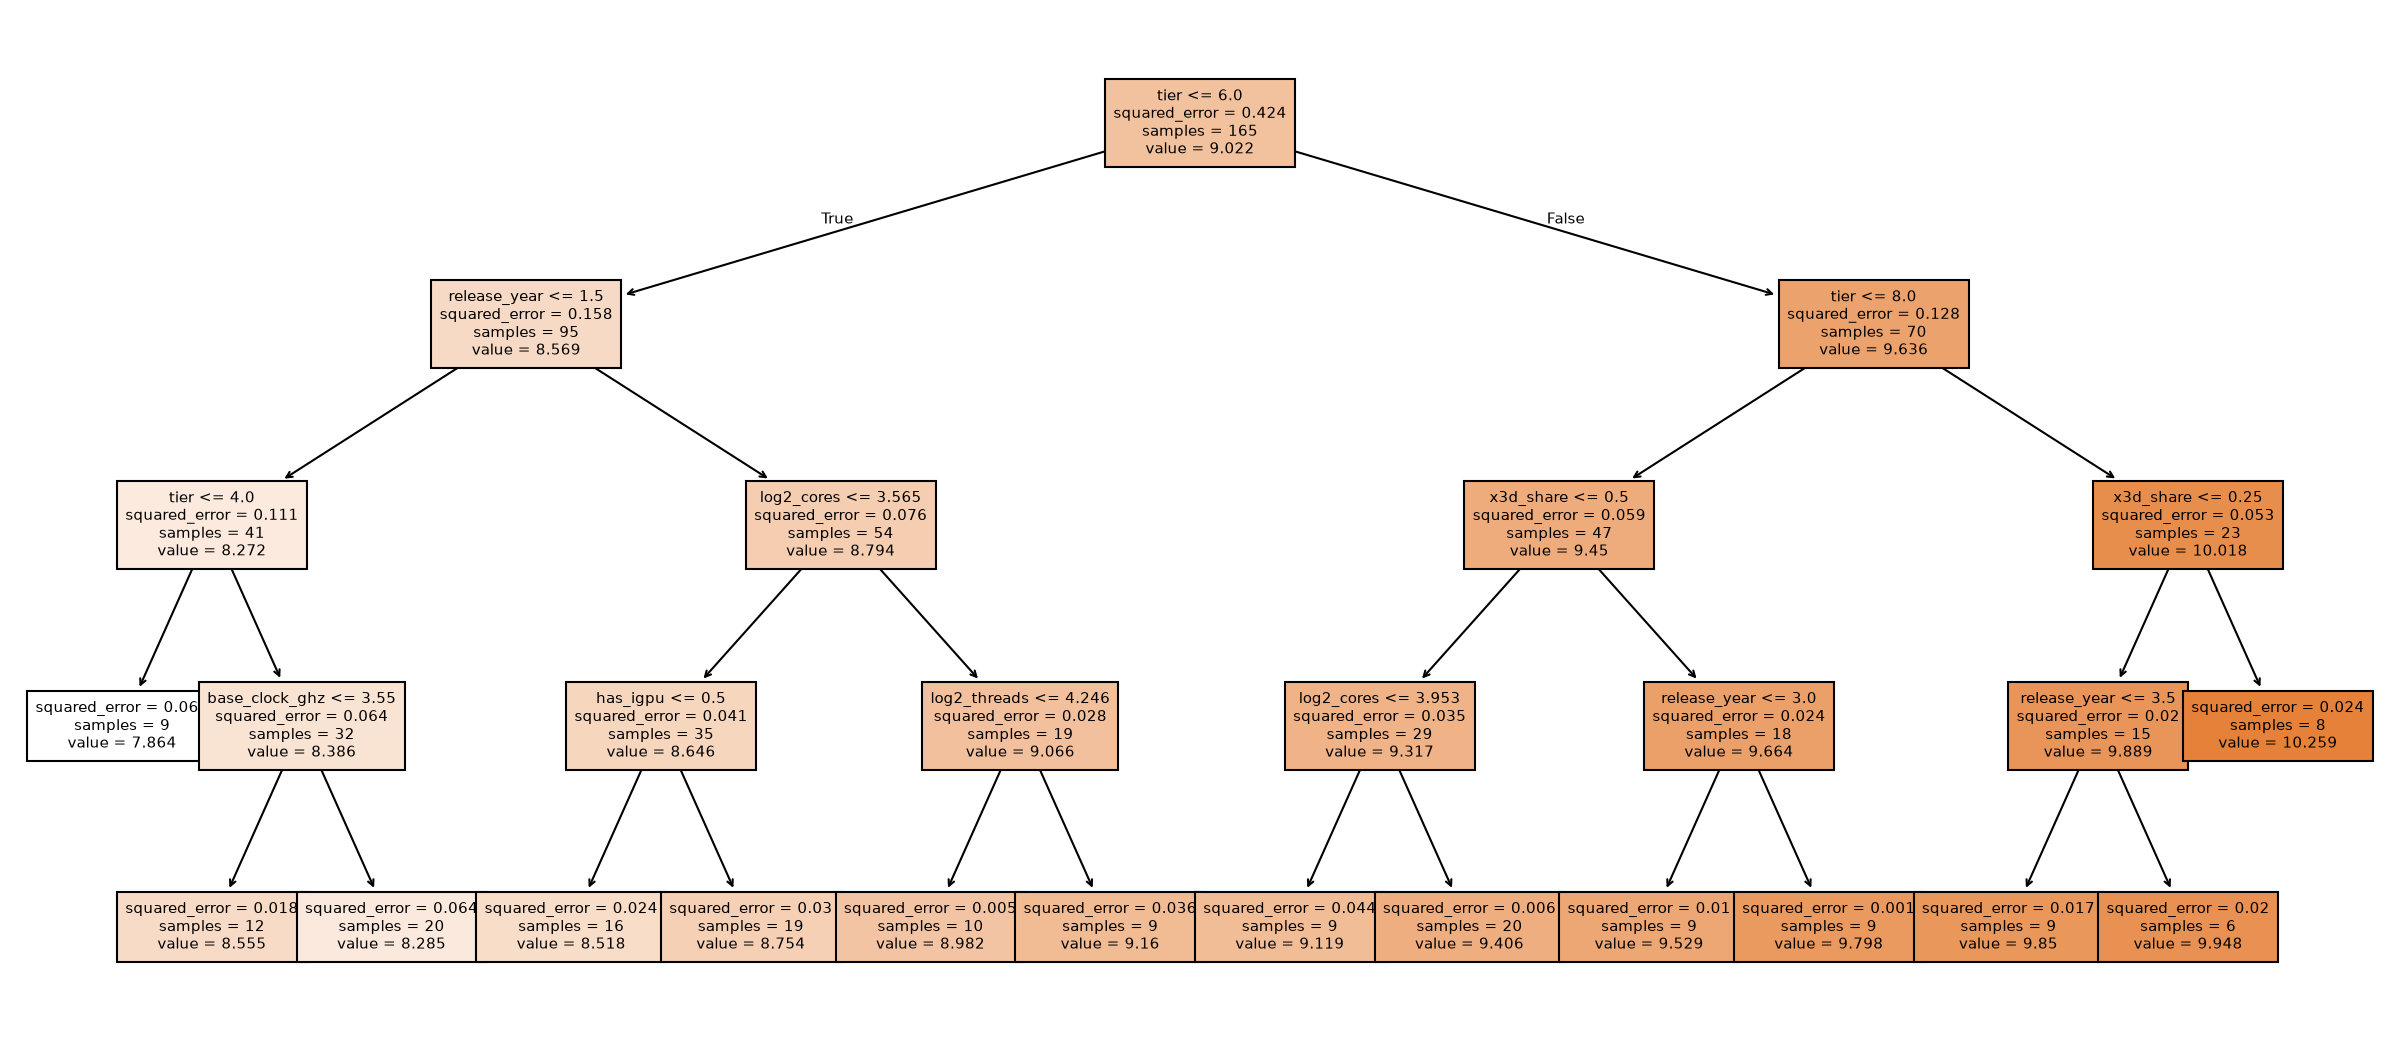 tier <= 6.0
squared_error = 0.424
samples = 165
value = 9.022
True
False
release_year <= 1.5
squared_error = 0.158
samples = 95
value = 8.569
tier <= 8.0
squared_error = 0.128
samples = 70
value = 9.636
tier <= 4.0
squared_error = 0.111
samples = 41
value = 8.272
log2_cores <= 3.565
squared_error = 0.076
samples = 54
value = 8.794
x3d_share <= 0.5
squared_error = 0.059
samples = 47
value = 9.45
x3d_share <= 0.25
squared_error = 0.053
samples = 23
value = 10.018
squared_error = 0.06
samples = 9
value = 7.864
base_clock_ghz <= 3.55
squared_error = 0.064
samples = 32
value = 8.386
has_igpu <= 0.5
squared_error = 0.041
samples = 35
value = 8.646
log2_threads <= 4.246
squared_error = 0.028
samples = 19
value = 9.066
log2_cores <= 3.953
squared_error = 0.035
samples = 29
value = 9.317
release_year <= 3.0
squared_error = 0.024
samples = 18
value = 9.664
release_year <= 3.5
squared_error = 0.02
samples = 15
value = 9.889
squared_error = 0.024
samples = 8
value = 10.259
squared_error = 0.018
samples = 12
value = 8.555
squared_error = 0.064
samples = 20
value = 8.285
squared_error = 0.024
samples = 16
value = 8.518
squared_error = 0.03
samples = 19
value = 8.754
squared_error = 0.005
samples = 10
value = 8.982
squared_error = 0.036
samples = 9
value = 9.16
squared_error = 0.044
samples = 9
value = 9.119
squared_error = 0.006
samples = 20
value = 9.406
squared_error = 0.01
samples = 9
value = 9.529
squared_error = 0.001
samples = 9
value = 9.798
squared_error = 0.017
samples = 9
value = 9.85
squared_error = 0.02
samples = 6
value = 9.948